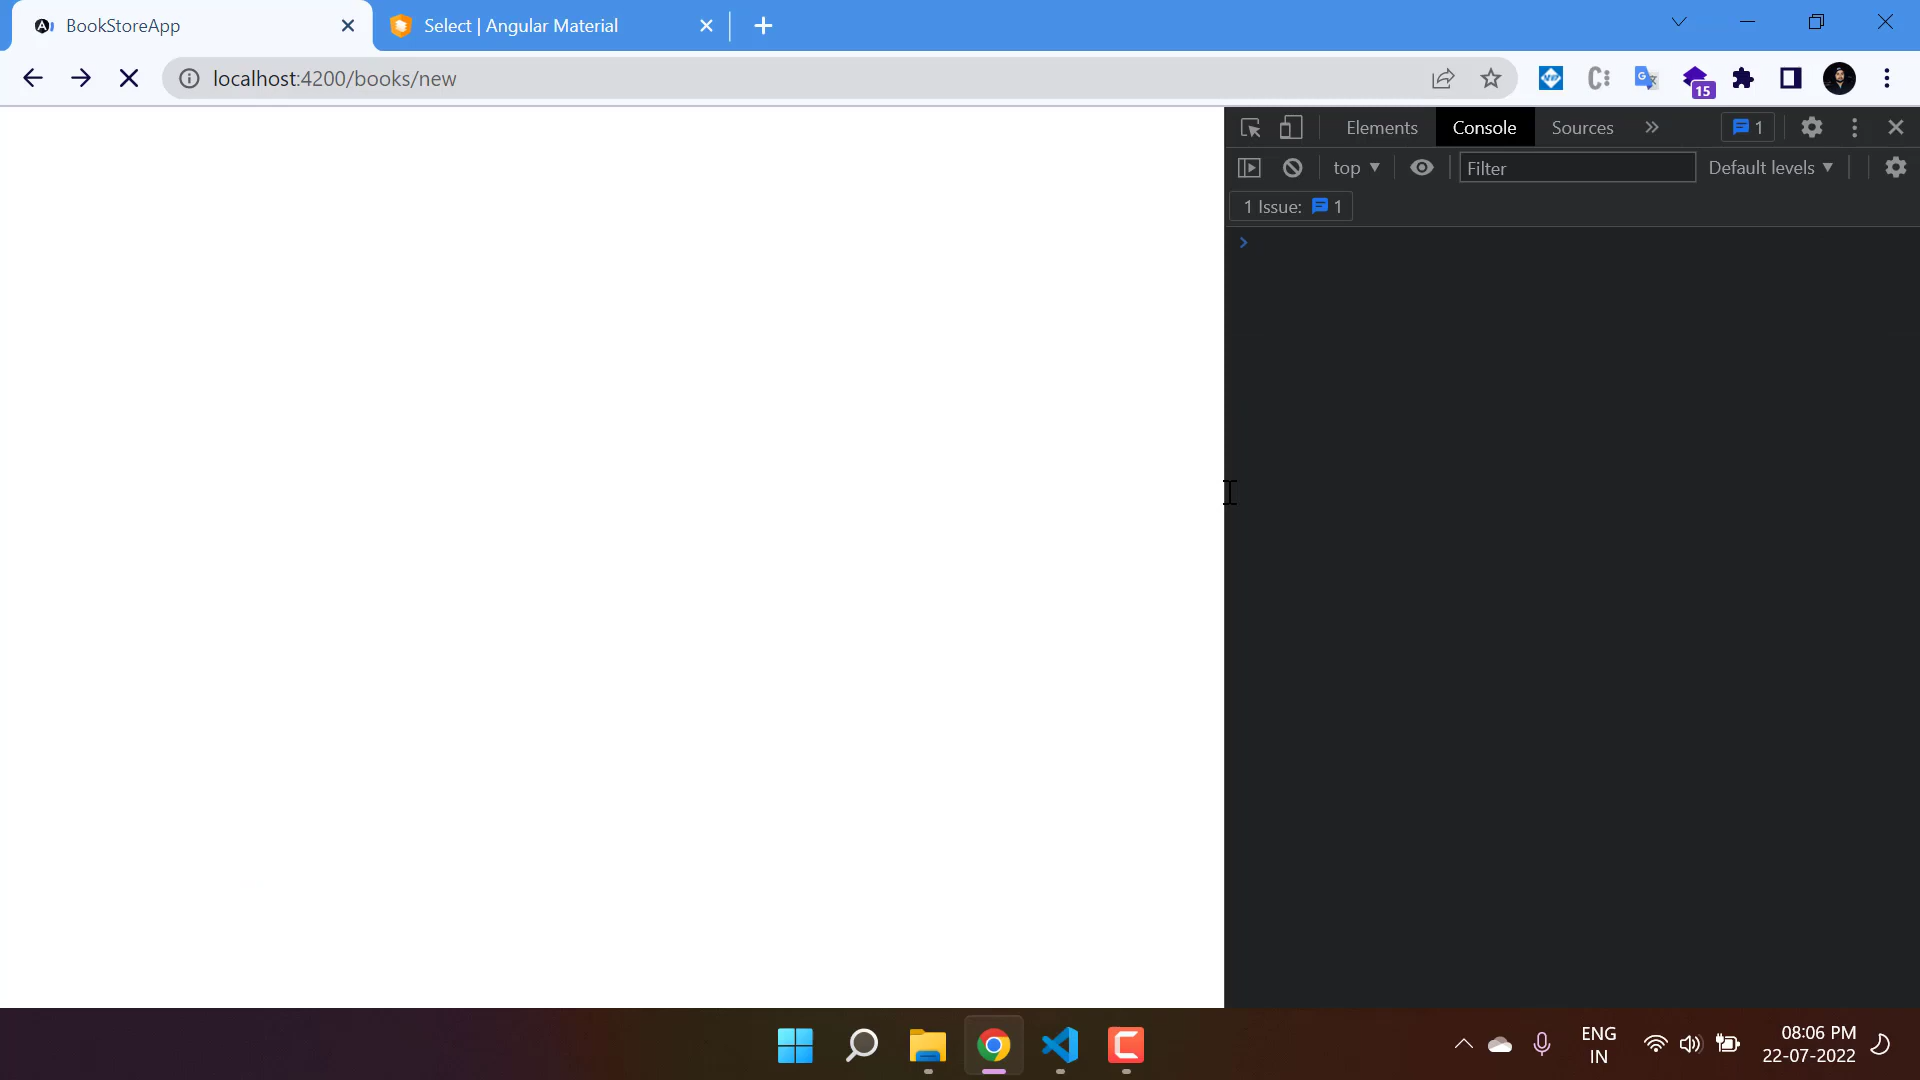 BookStoreApp
Select | Angular Material
localhost:4200/books/new
15
Elements
Console
Sources
1
top
Filter
Default levels
1 Issue:
1
ENG
IN
08:06 PM
22-07-2022